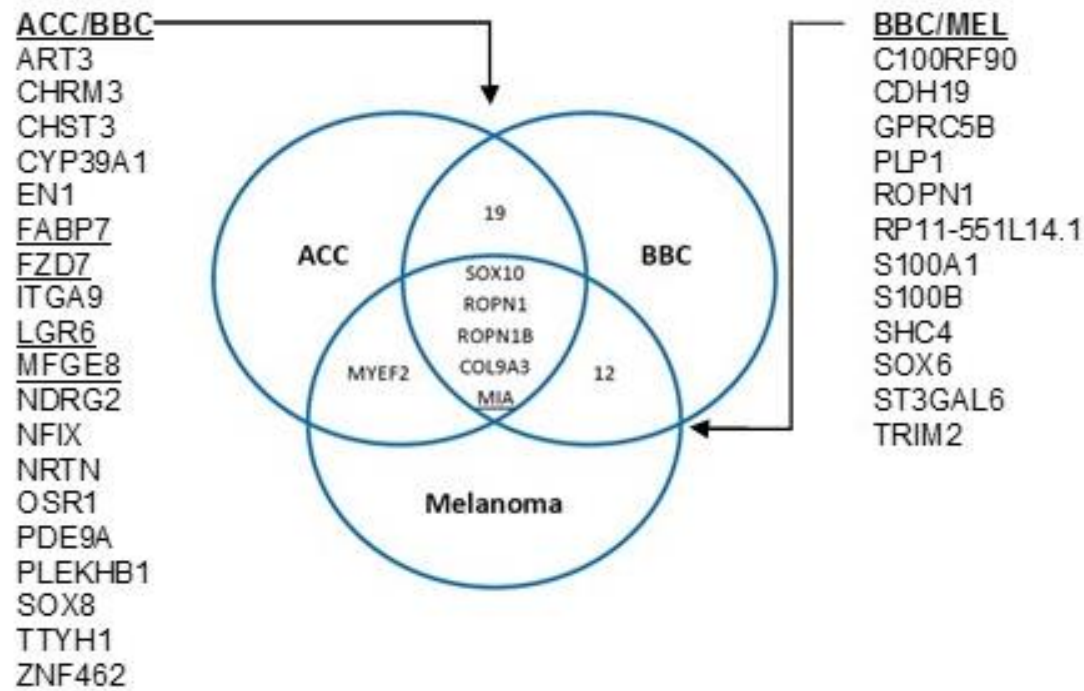 ACC/BBC
ART3
CHRM3
CHST3
CYP39A1
EN1
FABP7
FZD7
ITGA9
LGR6
MFGE8
NDRG2
NFIX
NRTN
OSR1
PDE9A
PLEKHB1
SOX8
TTYH1
ZNF462
19
ACC
BBC
SOX10
ROPN1
ROPN1B
COL9A3
MIA
MYEF2
12
Melanoma
BBC/MEL
C100RF90
CDH19
GPRC5B
PLP1
ROPN1
RP11-551L14.1
S100A1
S100B
SHC4
SOX6
ST3GAL6
TRIM2